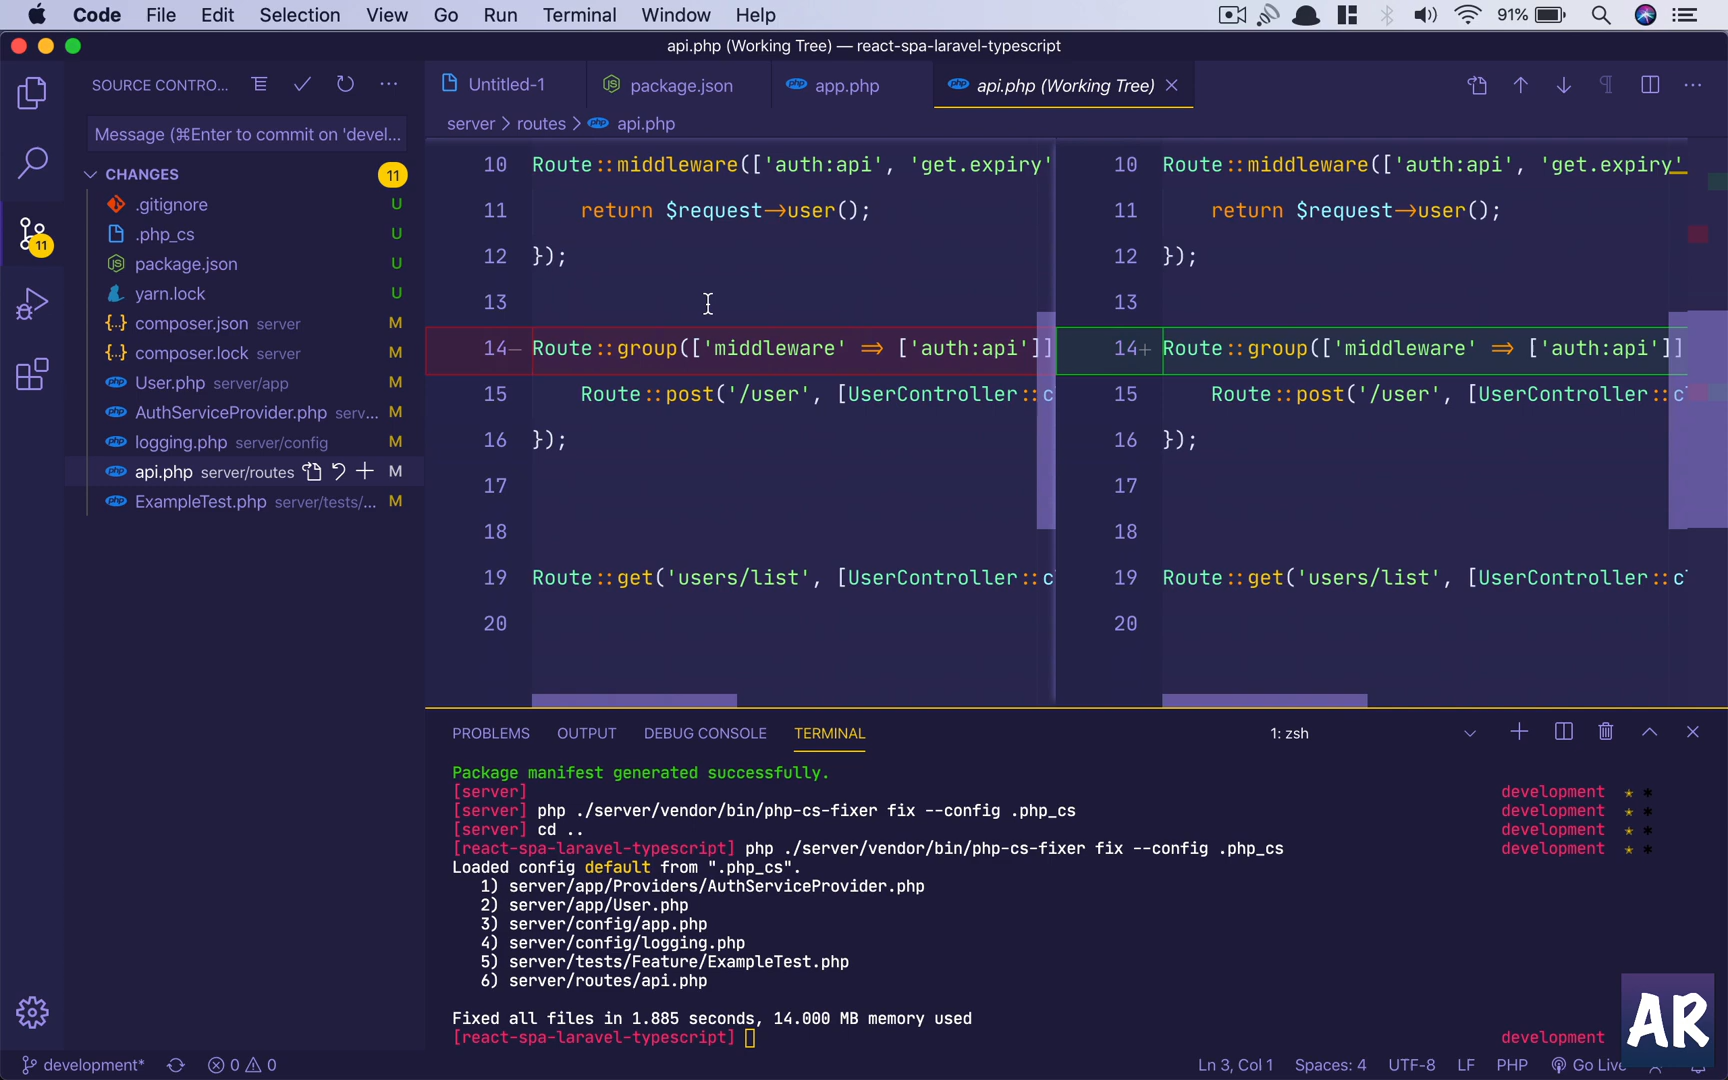 Code File Edit Selection View Go Run Terminal Window Help 91%
api.php (Working Tree) — react-spa-laravel-typescript
SOURCE CONTRO...
Untitled-1
package.json
app.php
api.php (Working Tree)
Message (⌘Enter to commit on 'devel...
server > routes > api.php
CHANGES 11
.gitignore U
.php_cs U
package.json U
yarn.lock U
composer.json server M
composer.lock server M
User.php server/app M
AuthServiceProvider.php serv... M
logging.php server/config M
api.php server/routes M
ExampleTest.php server/tests/... M
11
10 Route::middleware(['auth:api', 'get.expiry'
11 return $request->user();
12 });
13
14— Route::group(['middleware' => ['auth:api']]
15 Route::post('/user', [UserController::c
16 });
17
18
19 Route::get('users/list', [UserController::c
20
10 Route::middleware(['auth:api', 'get.expiry'
11 return $request->user();
12 });
13
14+ Route::group(['middleware' => ['auth:api']]
15 Route::post('/user', [UserController::c
16 });
17
18
19 Route::get('users/list', [UserController::c
20
PROBLEMS OUTPUT DEBUG CONSOLE TERMINAL 1: zsh
Package manifest generated successfully.
[server] development
[server] php ./server/vendor/bin/php-cs-fixer fix --config .php_cs development
[server] cd .. development
[react-spa-laravel-typescript] php ./server/vendor/bin/php-cs-fixer fix --config .php_cs development
Loaded config default from ".php_cs".
1) server/app/Providers/AuthServiceProvider.php
2) server/app/User.php
3) server/config/app.php
4) server/config/logging.php
5) server/tests/Feature/ExampleTest.php
6) server/routes/api.php
Fixed all files in 1.885 seconds, 14.000 MB memory used
[react-spa-laravel-typescript] development
AR
development* 0 0 Ln 3, Col 1 Spaces: 4 UTF-8 LF PHP Go Live